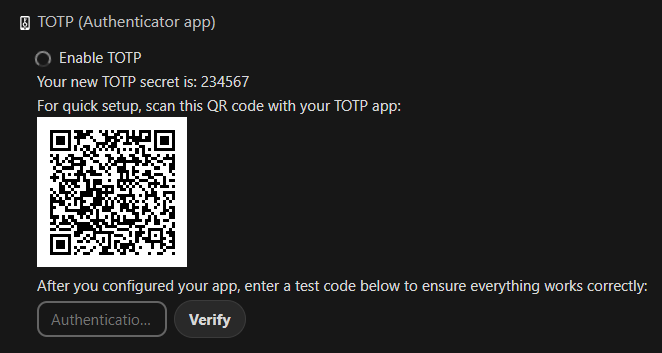 TOTP (Authenticator app)
Enable TOTP
Your new TOTP secret is: 234567
For quick setup, scan this QR code with your TOTP app:
After you configured your app, enter a test code below to ensure everything works correctly:
Authenticatio...
Verify